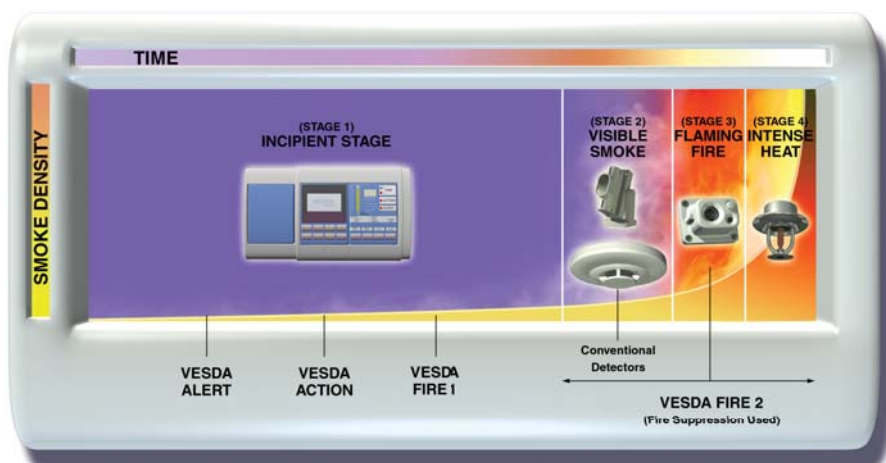 TIME
SMOKE DENSITY
(STAGE 1)
INCIPIENT STAGE
(STAGE 2)
VISIBLE
SMOKE
(STAGE 3)
FLAMING
FIRE
(STAGE 4)
INTENSE
HEAT
VESDA
ALERT
VESDA
ACTION
VESDA
FIRE 1
Conventional
Detectors
VESDA FIRE 2
(Fire Suppression Used)